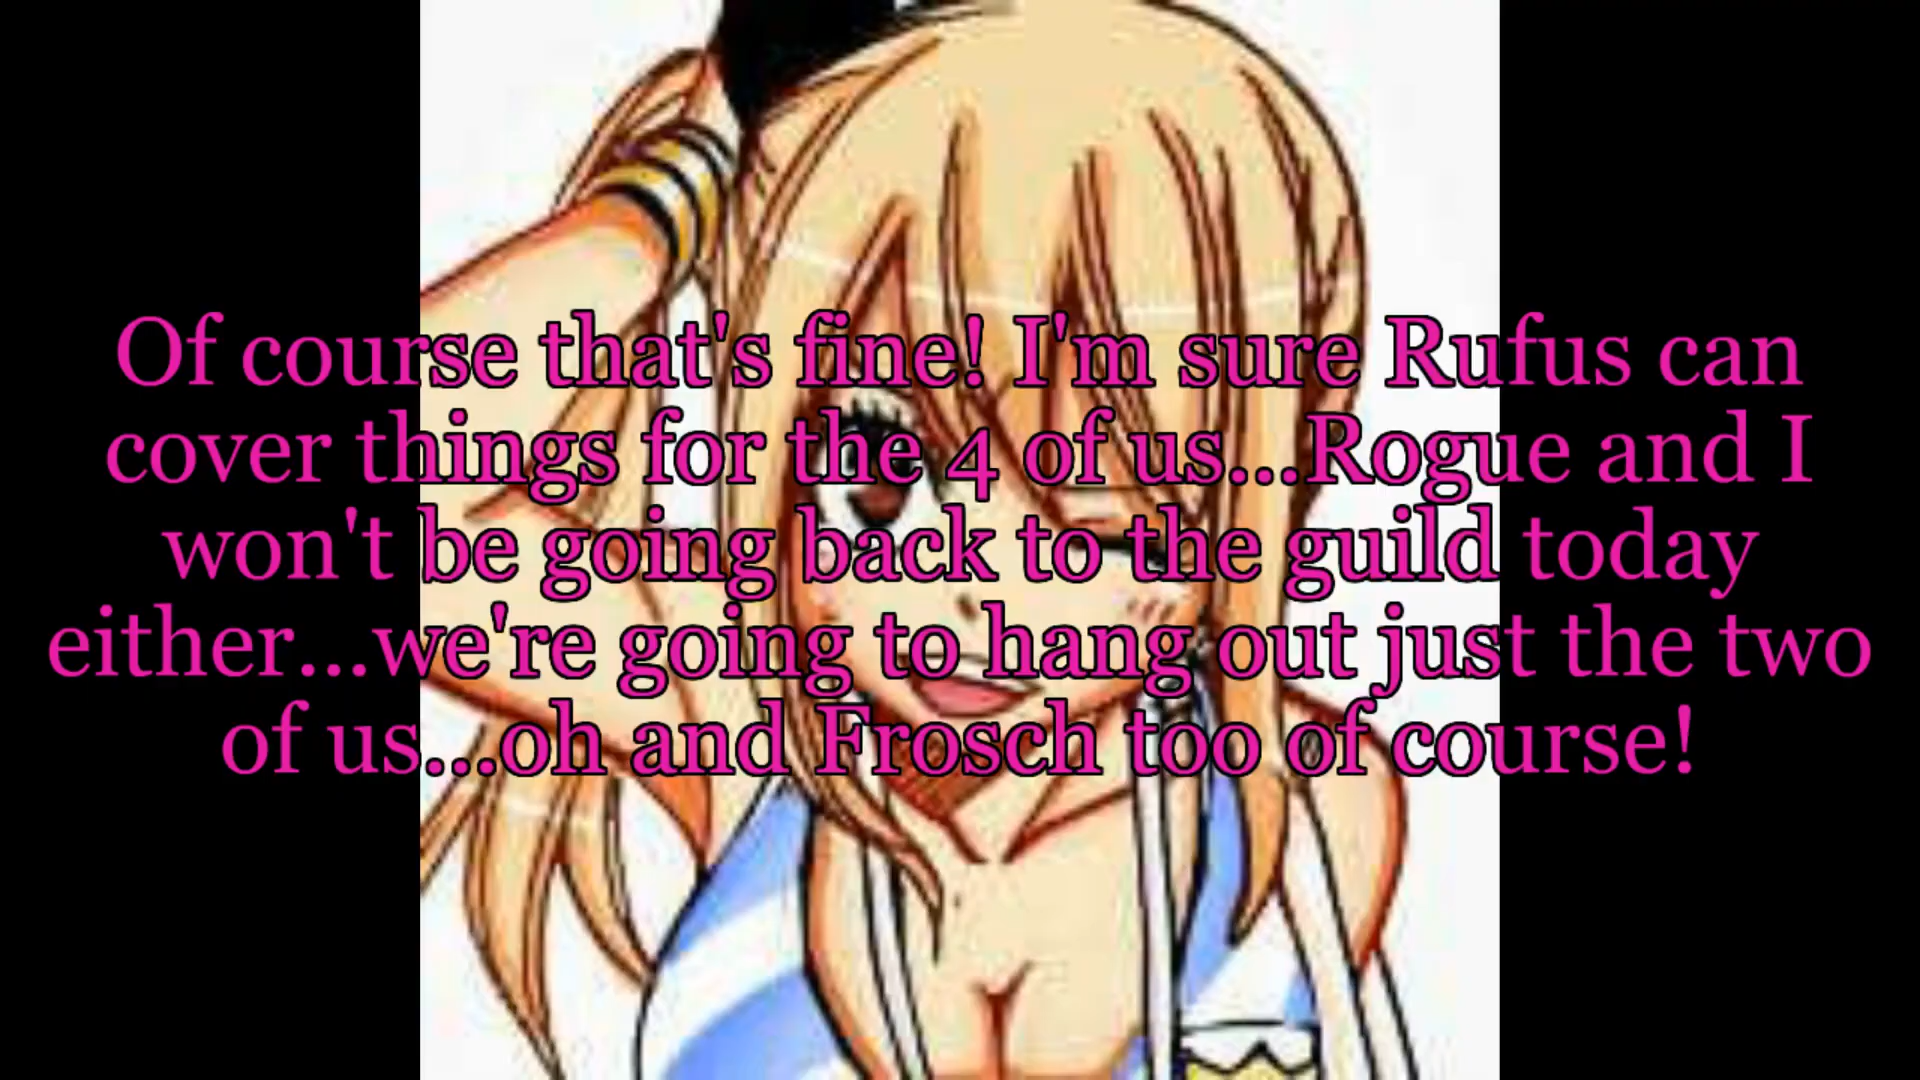 Of course that's fine! I'm sure Rufus can
cover things for the 4 of us...Rogue and I
won't be going back to the guild today
either...we're going to hang out just the two
of us...oh and Frosch too of course!